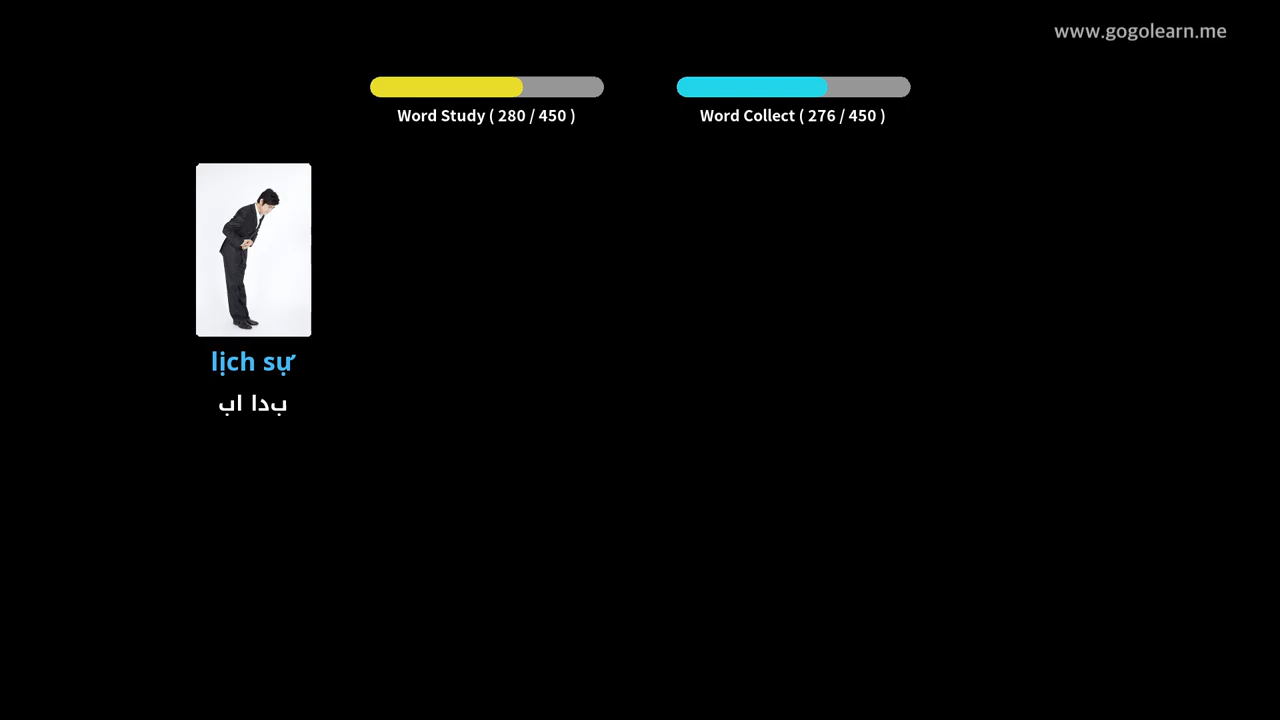 www.gogolearn.me
Word Study ( 280 / 450 )
Word Collect ( 276 / 450 )
lịch sự
بدا اب